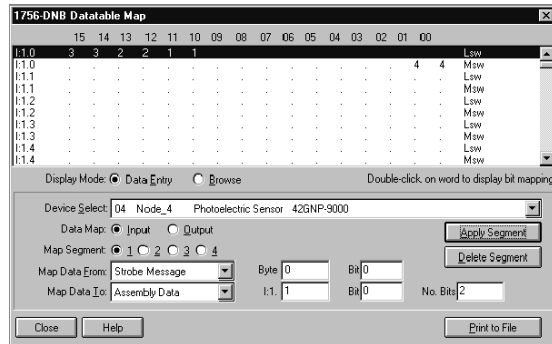 1756-DNB Datatable Map
15 14 13 12 11 10 09 08 07 06 05 04 03 02 01 00
I:1.0 3 3 2 2 1 1 Lsw
I:1.0 . . . . . . . . . . . . . . 4 4 Msw
I:1.1 . . . . . . . . . . . . . . . . Lsw
I:1.1 . . . . . . . . . . . . . . . . Msw
I:1.2 . . . . . . . . . . . . . . . . Lsw
I:1.2 . . . . . . . . . . . . . . . . Msw
I:1.3 . . . . . . . . . . . . . . . . Lsw
I:1.3 . . . . . . . . . . . . . . . . Msw
I:1.4 . . . . . . . . . . . . . . . . Lsw
I:1.4 . . . . . . . . . . . . . . . . Msw
Display Mode: Data Entry Browse Double-click. on word to display bit mapping
Device Select: 04 Node_4 Photoelectric Sensor 42GNP-9000
Data Map: Input Output Apply Segment
Map Segment: 1 2 3 4 Delete Segment
Map Data From: Strobe Message Byte 0 Bit 0
Map Data To: Assembly Data I:1. 1 Bit 0 No. Bits 2
Close Help Print to File